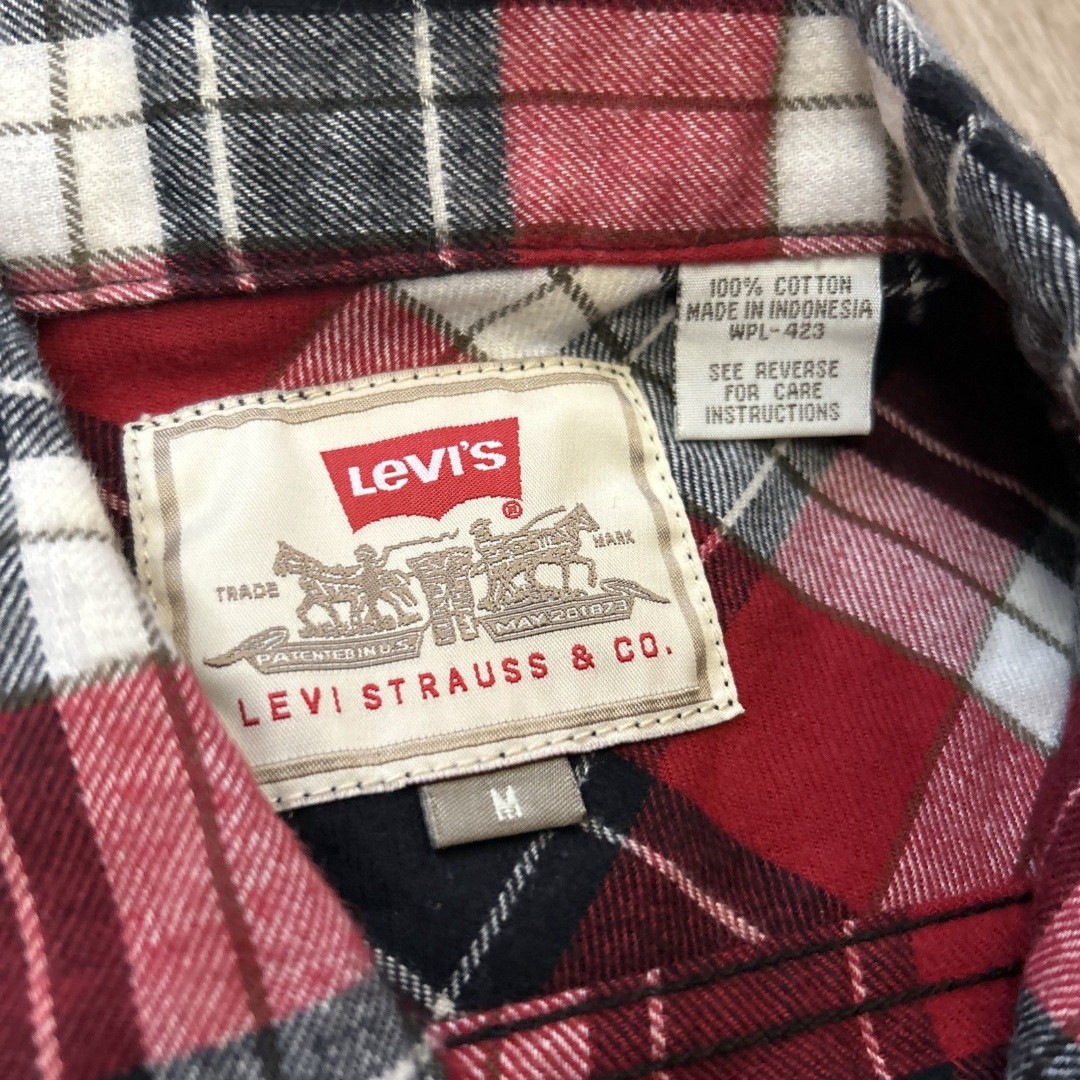 100% COTTON
MADE IN INDONESIA
WPL-423
SEE REVERSE
FOR CARE
INSTRUCTIONS
LEVI'S
®
TRADE MARK
PATENTED IN U.S. MAY 20 1873
LEVI STRAUSS & CO.
M